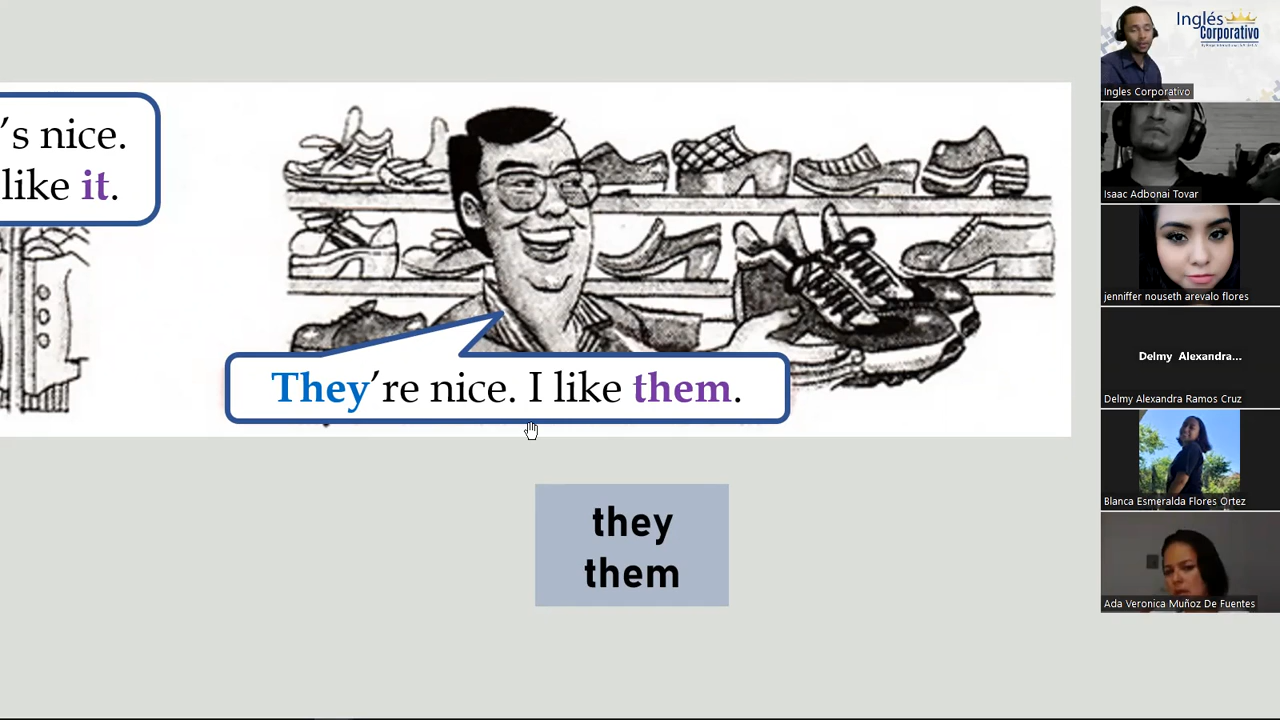 's nice.
like it.
They're nice. I like them.
they
them
Inglés
Corporativo
Ingles Corporativo
Isaac Adbonai Tovar
jenniffer nouseth arevalo flores
Delmy Alexandra...
Delmy Alexandra Ramos Cruz
Blanca Esmeralda Flores Ortez
Ada Veronica Muñoz De Fuentes